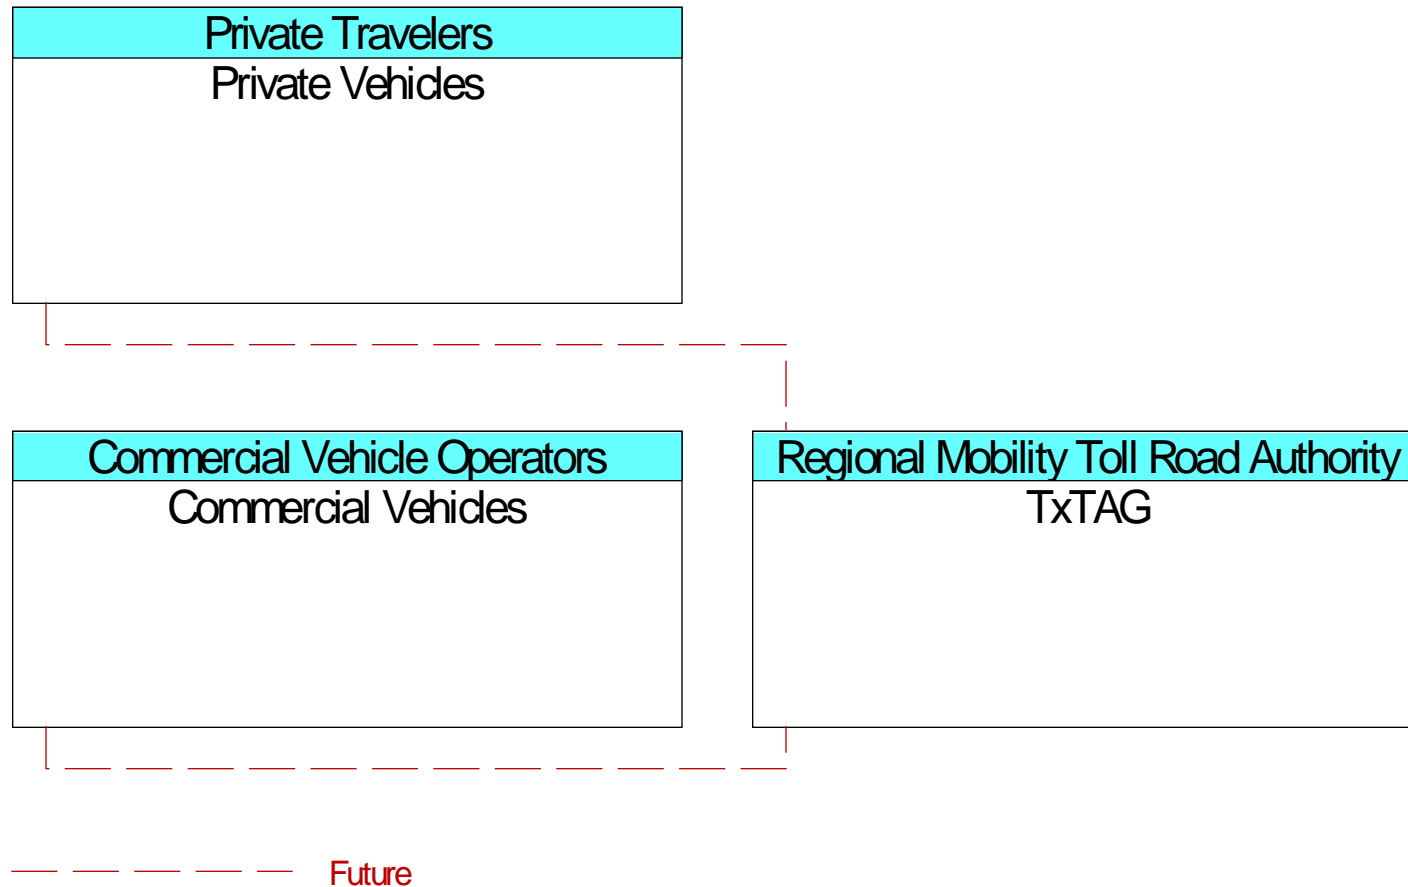 Private Travelers
Private Vehicles
Commercial Vehicle Operators
Commercial Vehicles
Regional Mobility Toll Road Authority
TxTAG
Future